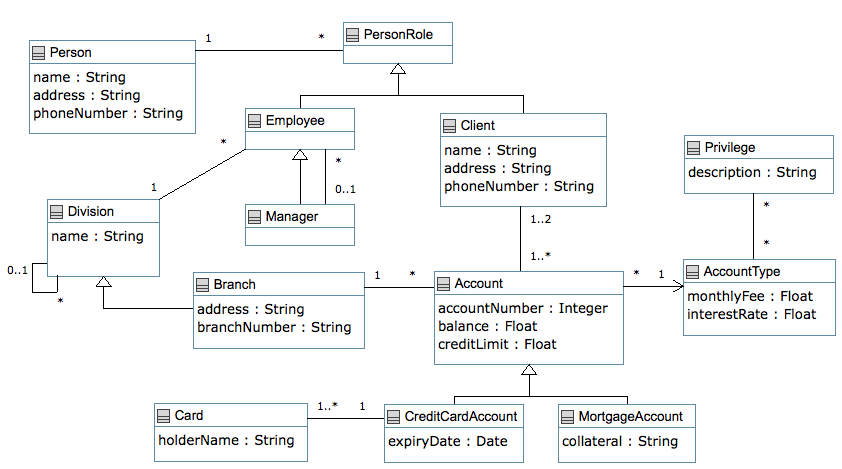 PersonRole
1
*
Person
name : String
address : String
phoneNumber : String
Employee
Client
name : String
address : String
phoneNumber : String
*
*
1
0..1
Manager
Privilege
description : String
*
*
Division
name : String
0..1
*
1..2
1..*
Branch
address : String
branchNumber : String
1
*
Account
accountNumber : Integer
balance : Float
creditLimit : Float
*
1
AccountType
monthlyFee : Float
interestRate : Float
Card
holderName : String
1..*
1
CreditCardAccount
expiryDate : Date
MortgageAccount
collateral : String